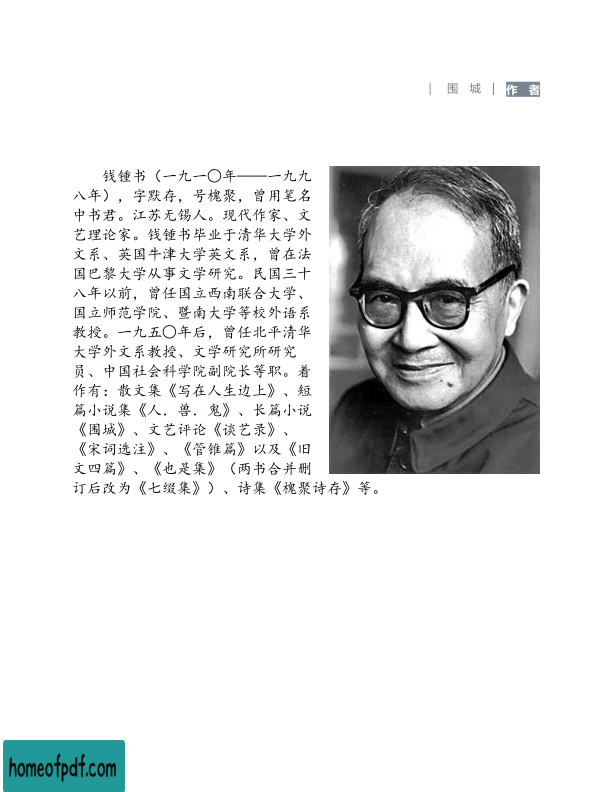 围 城
作 者
钱锺书（一九一〇年——一九九
八年），字默存，号槐聚，曾用笔名
中书君。江苏无锡人。现代作家、文
艺理论家。钱锺书毕业于清华大学外
文系、英国牛津大学英文系，曾在法
国巴黎大学从事文学研究。民国三十
八年以前，曾任国立西南联合大学、
国立师范学院、暨南大学等校外语系
教授。一九五〇年后，曾任北平清华
大学外文系教授、文学研究所研究
员、中国社会科学院副院长等职。着
作有：散文集《写在人生边上》、短
篇小说集《人．兽．鬼》、长篇小说
《围城》、文艺评论《谈艺录》、
《宋词选注》、《管锥篇》以及《旧
文四篇》、《也是集》（两书合并删
订后改为《七缀集》）、诗集《槐聚诗存》等。
homeofpdf.com